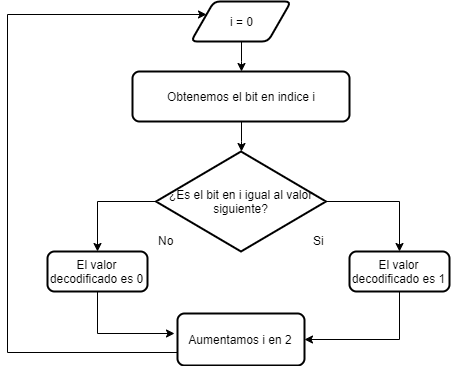 i = 0
Obtenemos el bit en indice i
¿Es el bit en i igual al valor
siguiente?
No
Si
El valor
decodificado es 0
El valor
decodificado es 1
Aumentamos i en 2